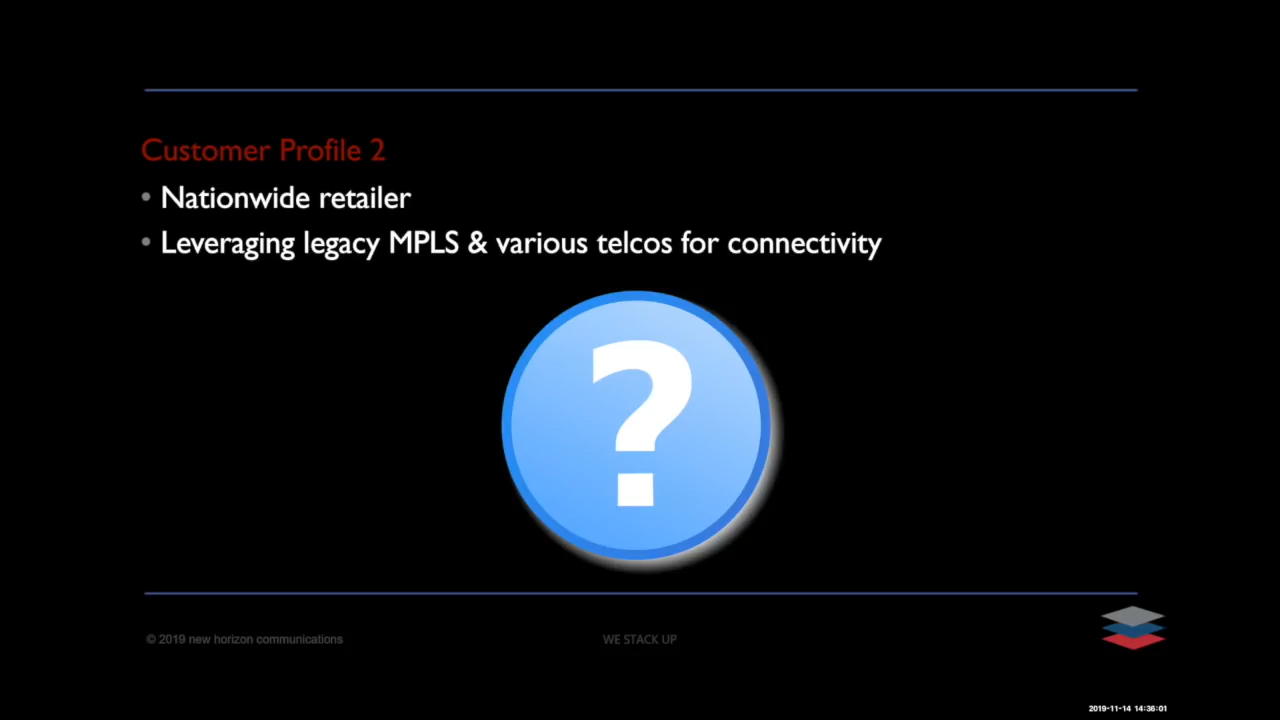 Customer Profile 2
• Nationwide retailer
• Leveraging legacy MPLS & various telcos for connectivity
?
© 2019 new horizon communications
WE STACK UP
2019-11-14 14:36:01